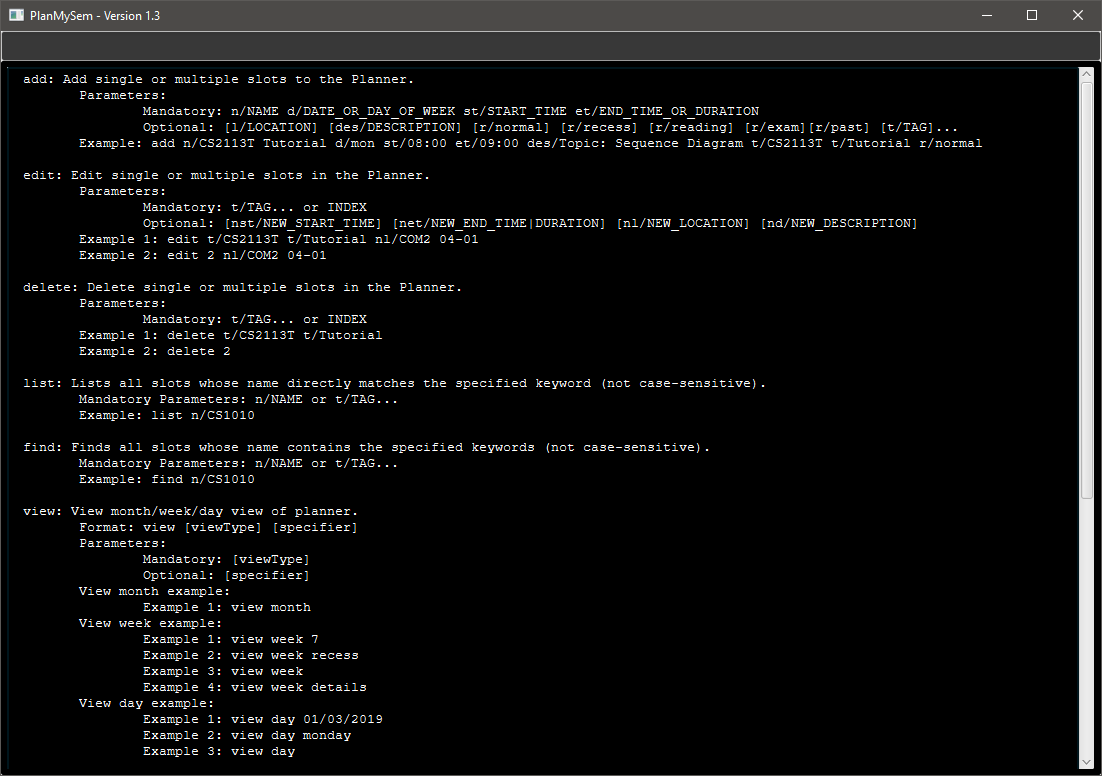 PlanMySem - Version 1.3
add: Add single or multiple slots to the Planner.
Parameters:
Mandatory: n/NAME d/DATE_OR_DAY_OF_WEEK st/START_TIME et/END_TIME_OR_DURATION
Optional: [l/LOCATION] [des/DESCRIPTION] [r/normal] [r/recess] [r/reading] [r/exam][r/past] [t/TAG]...
Example: add n/CS2113T Tutorial d/mon st/08:00 et/09:00 des/Topic: Sequence Diagram t/CS2113T t/Tutorial r/normal
edit: Edit single or multiple slots in the Planner.
Parameters:
Mandatory: t/TAG... or INDEX
Optional: [nst/NEW_START_TIME] [net/NEW_END_TIME|DURATION] [nl/NEW_LOCATION] [nd/NEW_DESCRIPTION]
Example 1: edit t/CS2113T t/Tutorial nl/COM2 04-01
Example 2: edit 2 nl/COM2 04-01
delete: Delete single or multiple slots in the Planner.
Parameters:
Mandatory: t/TAG... or INDEX
Example 1: delete t/CS2113T t/Tutorial
Example 2: delete 2
list: Lists all slots whose name directly matches the specified keyword (not case-sensitive).
Mandatory Parameters: n/NAME or t/TAG...
Example: list n/CS1010
find: Finds all slots whose name contains the specified keywords (not case-sensitive).
Mandatory Parameters: n/NAME or t/TAG...
Example: find n/CS1010
view: View month/week/day view of planner.
Format: view [viewType] [specifier]
Parameters:
Mandatory: [viewType]
Optional: [specifier]
View month example:
Example 1: view month
View week example:
Example 1: view week 7
Example 2: view week recess
Example 3: view week
Example 4: view week details
View day example:
Example 1: view day 01/03/2019
Example 2: view day monday
Example 3: view day